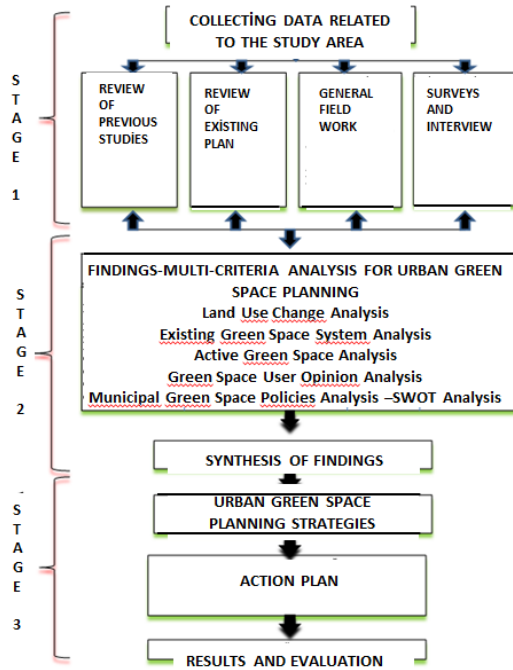 COLLECTİNG DATA RELATED
TO THE STUDY AREA
S
T
A
G
E
1
REVIEW
OF
PREVIOUS
STUDIES
REVIEW
OF
EXİSTING
PLAN
GENERAL
FIELD
WORK
SURVEYS
AND
INTERVIEW
S
T
A
G
E
2
FINDINGS-MULTI-CRITERIA ANALYSIS FOR URBAN GREEN
SPACE PLANNING
Land Use Change Analysis
Existing Green Space System Analysis
Active Green Space Analysis
Green Space User Opinion Analysis
Municipal Green Space Policies Analysis –SWOT Analysis
SYNTHESIS OF FINDINGS
S
T
A
G
E
3
URBAN GREEN SPACE
PLANNING STRATEGIES
ACTION PLAN
RESULTS AND EVALUATION